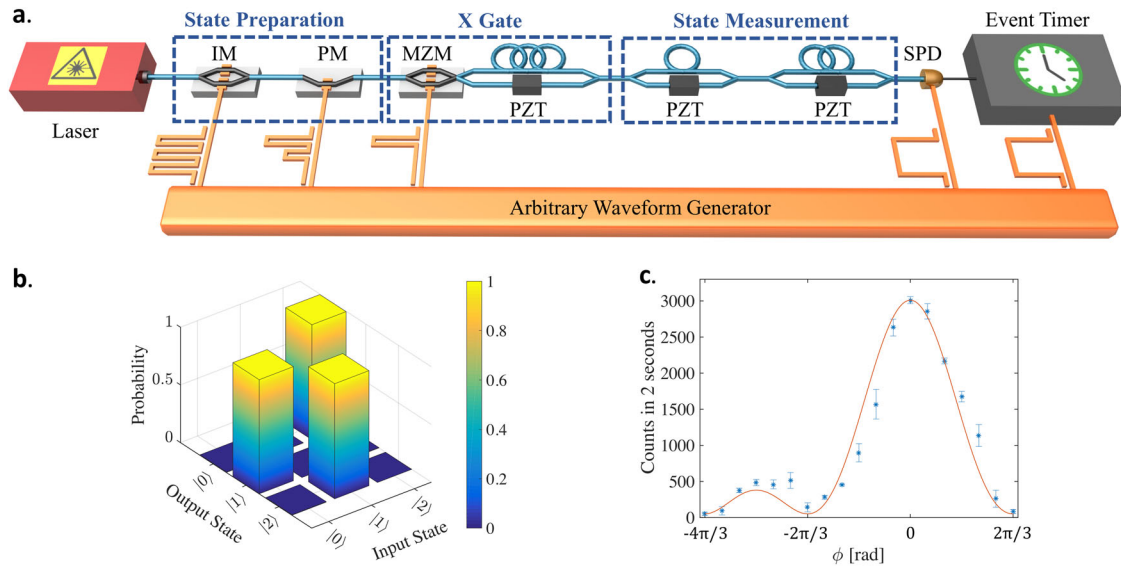 a.
State Preparation
X Gate
State Measurement
Event Timer
IM
PM
MZM
SPD
PZT
PZT
PZT
Laser
Arbitrary Waveform Generator
b.
Probability
1
0.5
0
|0⟩
|1⟩
|2⟩
Output State
|0⟩
|1⟩
|2⟩
Input State
1
0.8
0.6
0.4
0.2
0
c.
Counts in 2 seconds
3000
2500
2000
1500
1000
500
0
-4π/3
-2π/3
0
2π/3
ϕ [rad]